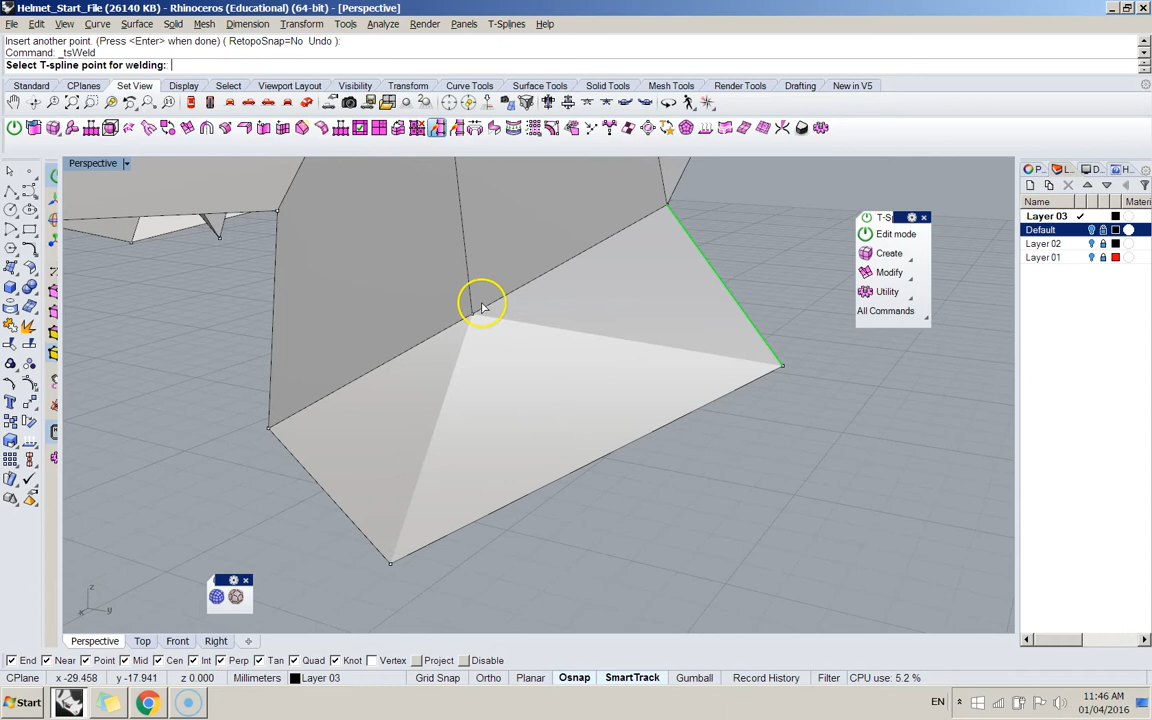 Helmet_Start_File (26140 KB) - Rhinoceros (Educational) (64-bit) - [Perspective]
File Edit View Curve Surface Solid Mesh Dimension Transform Tools Analyze Render Panels T-Splines Help
Insert another point. (Press <Enter> when done) ( RetopoSnap=No Undo ):
Command: _tsWeld
Select T-spline point for welding:
Standard CPlanes Set View Display Select Viewport Layout Visibility Transform Curve Tools Surface Tools Solid Tools Mesh Tools Render Tools Drafting New in V5
Perspective
P... L... D... H...
Name Materi
Layer 03
Default
Layer 02
Layer 01
T-S
Edit mode
Create
Modify
Utility
All Commands
z
x y
Perspective Top Front Right
End Near Point Mid Cen Int Perp Tan Quad Knot Vertex Project Disable
CPlane x -29.458 y -17.941 z 0.000 Millimeters Layer 03 Grid Snap Ortho Planar Osnap SmartTrack Gumball Record History Filter CPU use: 5.2 %
Start EN 11:46 AM
01/04/2016